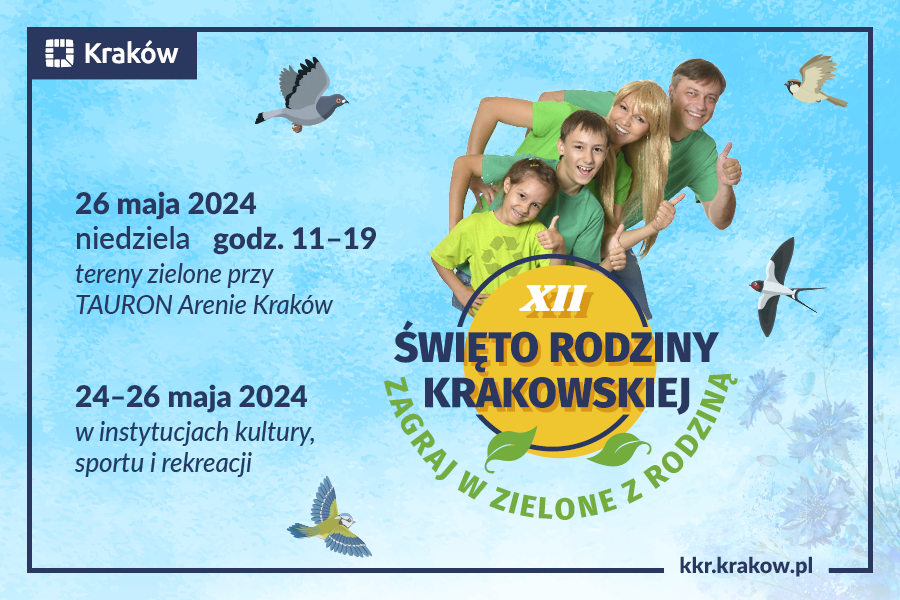 Kraków
26 maja 2024
niedziela godz. 11–19
tereny zielone przy
TAURON Arenie Kraków
24–26 maja 2024
w instytucjach kultury,
sportu i rekreacji
XII
ŚWIĘTO RODZINY
KRAKOWSKIEJ
ZAGRAJ W ZIELONE Z RODZINĄ
kkr.krakow.pl